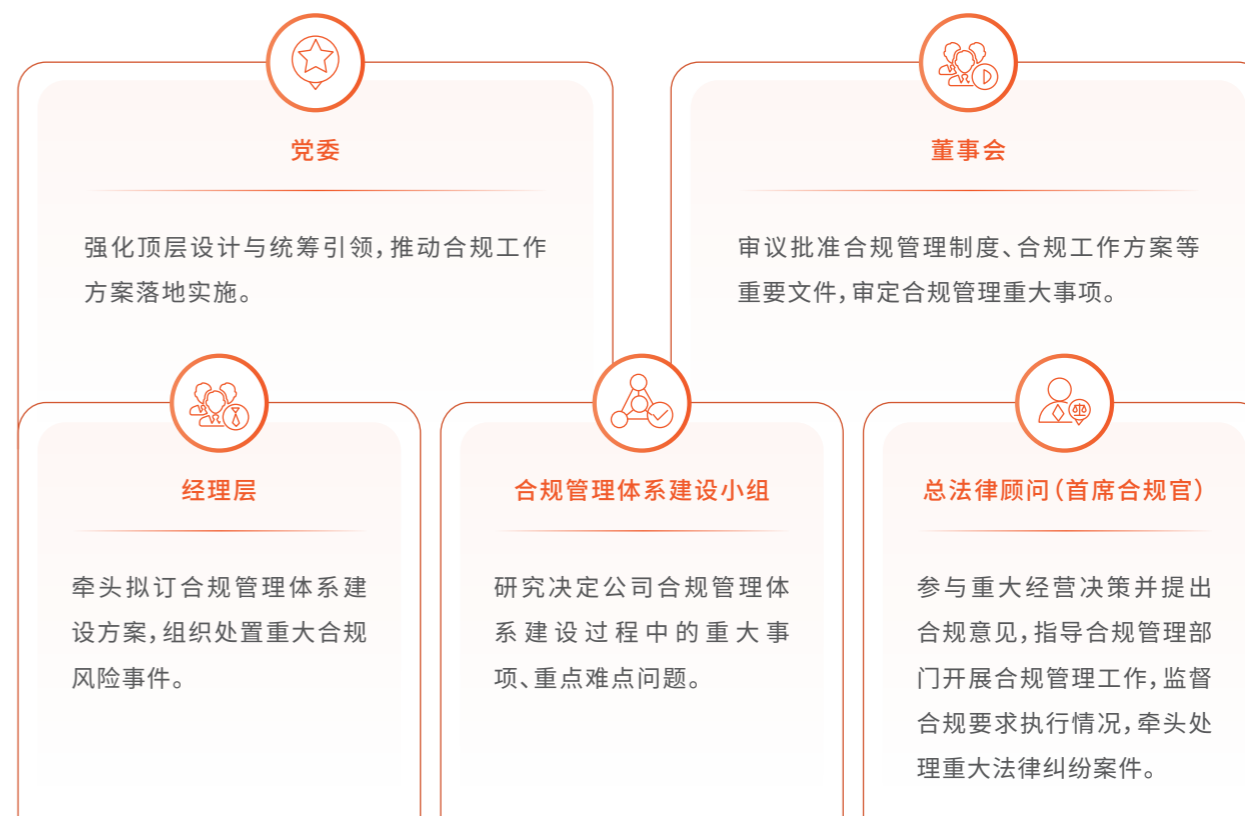 党委
强化顶层设计与统筹引领，推动合规工作
方案落地实施。
董事会
审议批准合规管理制度、合规工作方案等
重要文件，审定合规管理重大事项。
经理层
牵头拟订合规管理体系建
设方案，组织处置重大合规
风险事件。
合规管理体系建设小组
研究决定公司合规管理体
系建设过程中的重大事
项、重点难点问题。
总法律顾问（首席合规官）
参与重大经营决策并提出
合规意见，指导合规管理部
门开展合规管理工作，监督
合规要求执行情况，牵头处
理重大法律纠纷案件。